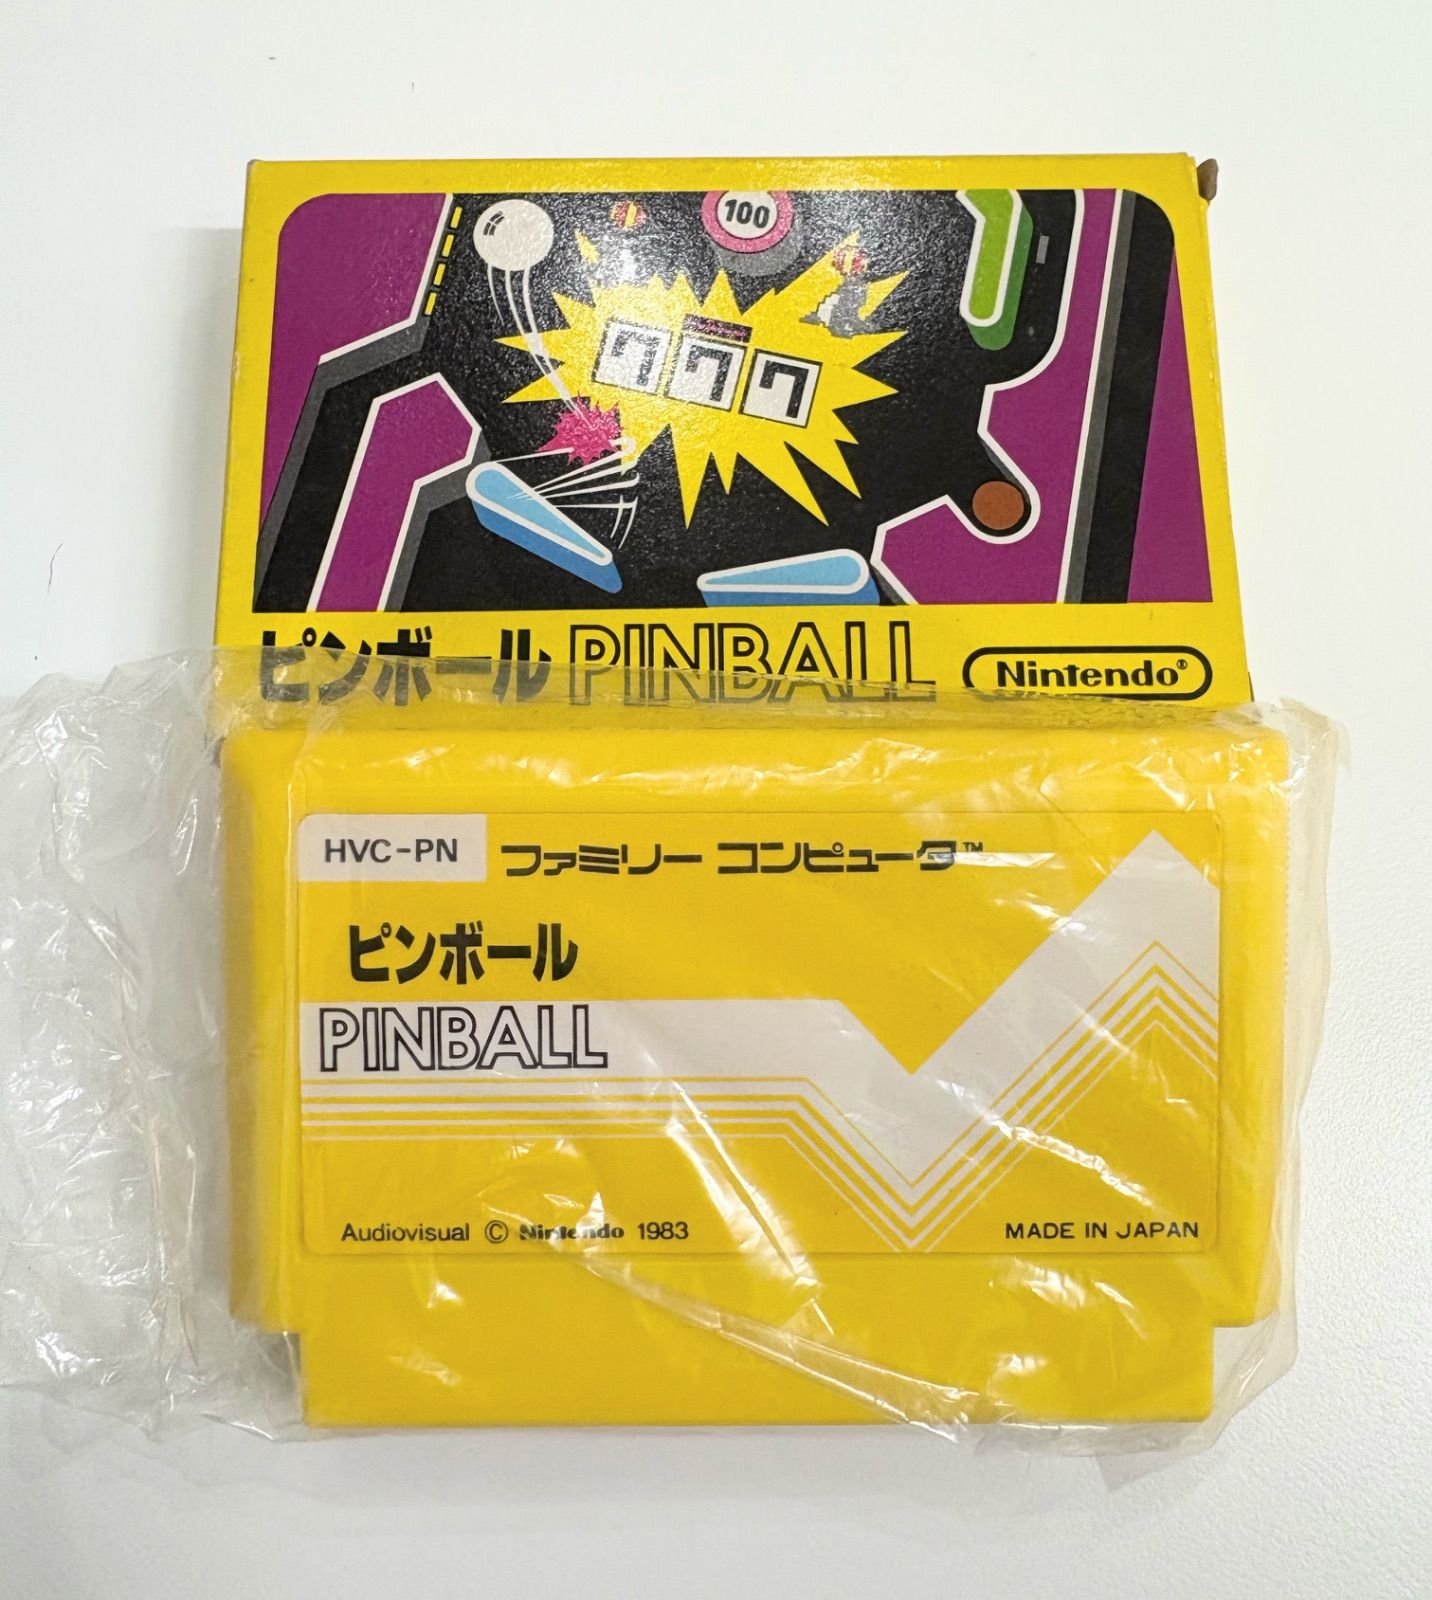 100
777
ピンボール PINBALL Nintendo®
HVC-PN ファミリー コンピュータ™
ピンボール
PINBALL
Audiovisual © Nintendo 1983 MADE IN JAPAN